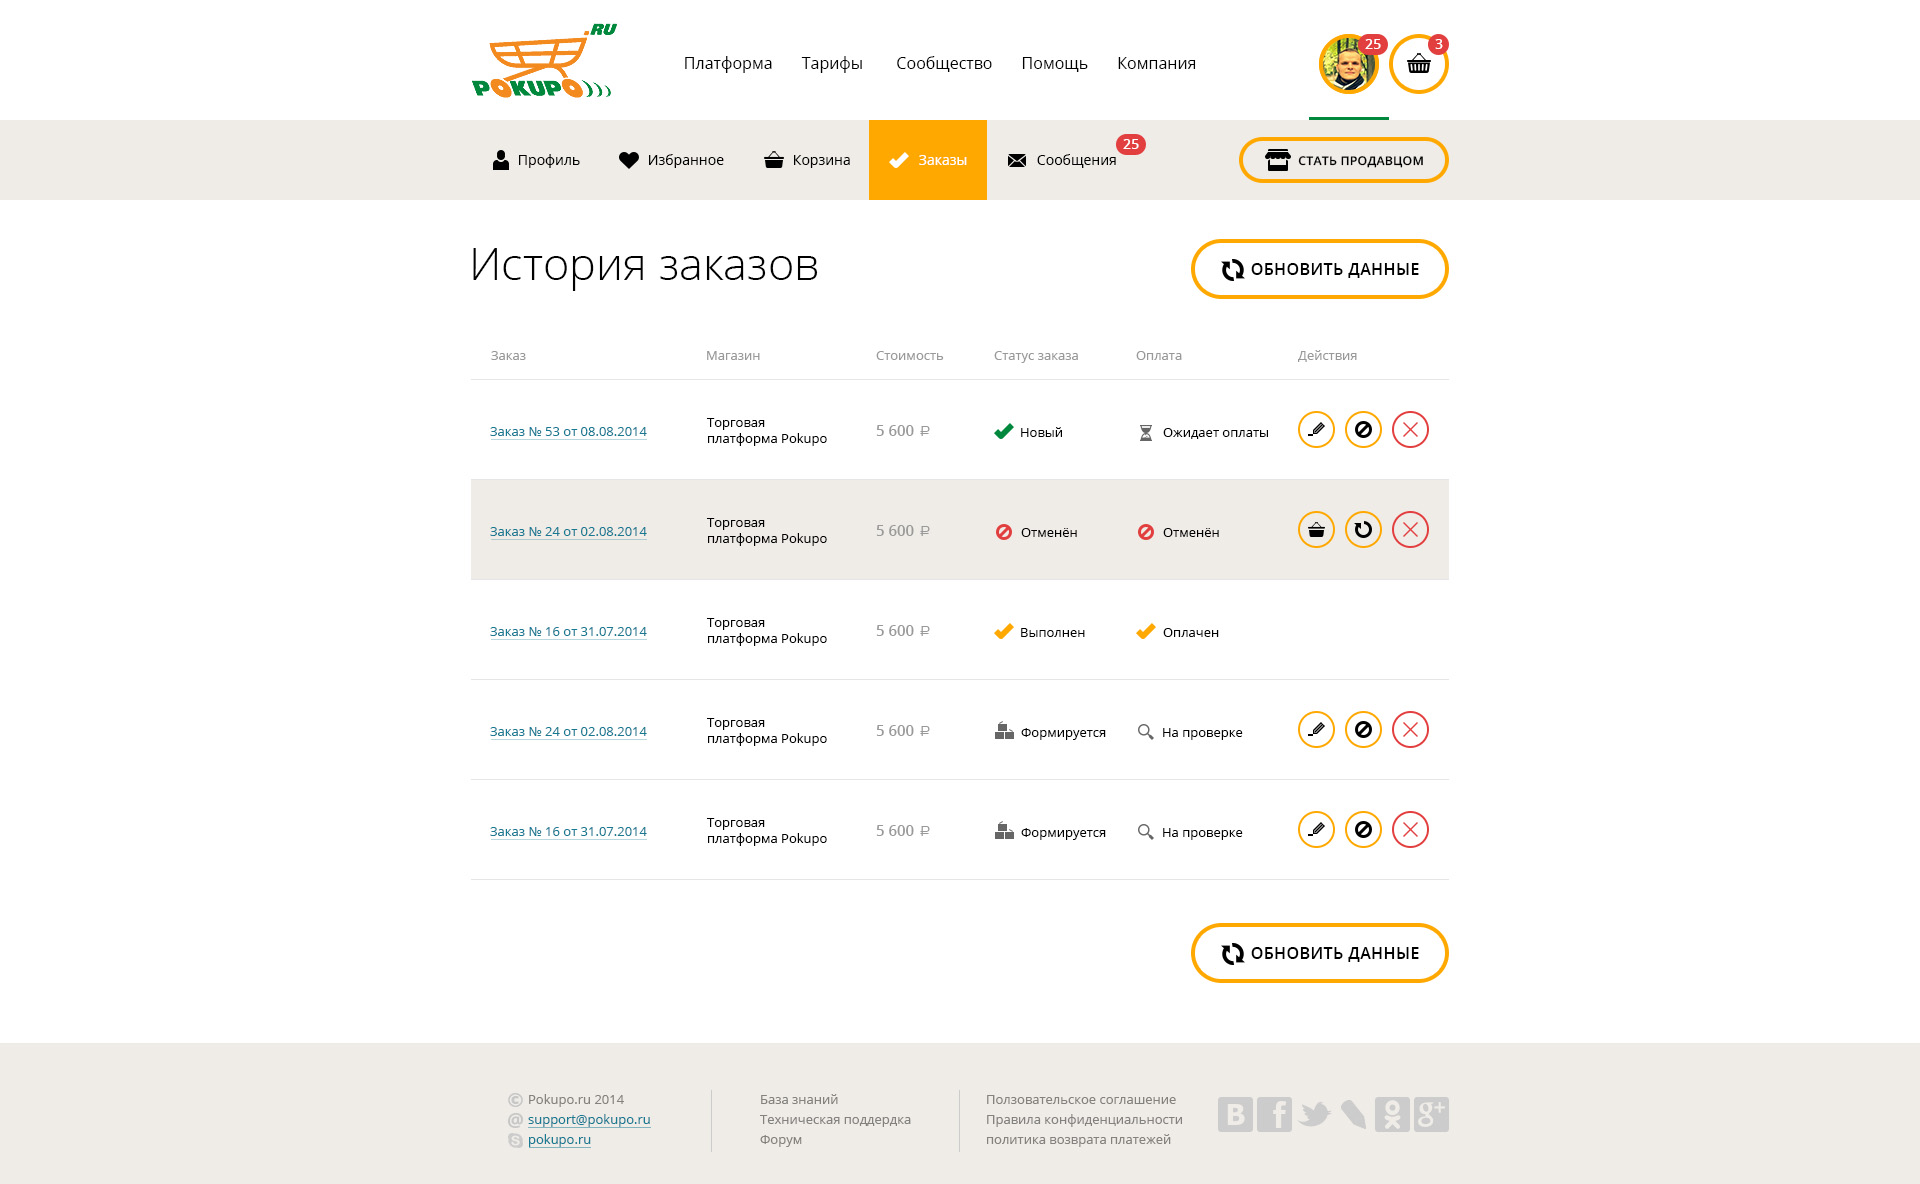 .RU
POKUPO
Платформа Тарифы Сообщество Помощь Компания
25 3
Профиль Избранное Корзина Заказы Сообщения 25 СТАТЬ ПРОДАВЦОМ
История заказов
ОБНОВИТЬ ДАННЫЕ
Заказ Магазин Стоимость Статус заказа Оплата Действия
Заказ № 53 от 08.08.2014 Торговая
платформа Pokupo 5 600 ₽ Новый Ожидает оплаты
Заказ № 24 от 02.08.2014 Торговая
платформа Pokupo 5 600 ₽ Отменён Отменён
Заказ № 16 от 31.07.2014 Торговая
платформа Pokupo 5 600 ₽ Выполнен Оплачен
Заказ № 24 от 02.08.2014 Торговая
платформа Pokupo 5 600 ₽ Формируется На проверке
Заказ № 16 от 31.07.2014 Торговая
платформа Pokupo 5 600 ₽ Формируется На проверке
ОБНОВИТЬ ДАННЫЕ
© Pokupo.ru 2014
@ support@pokupo.ru
pokupo.ru
База знаний
Техническая поддердка
Форум
Ползовательское соглашение
Правила конфиденциальности
политика возврата платежей